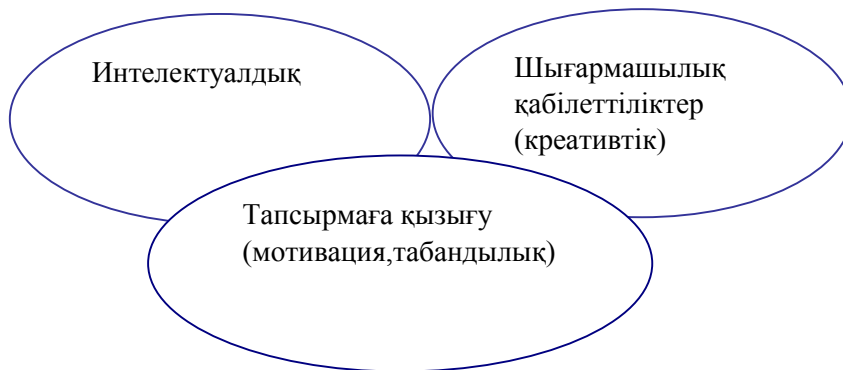 Интелектуалдық
Шығармашылық
қабілеттіліктер
(креативтік)
Тапсырмаға қызығу
(мотивация,табандылық)